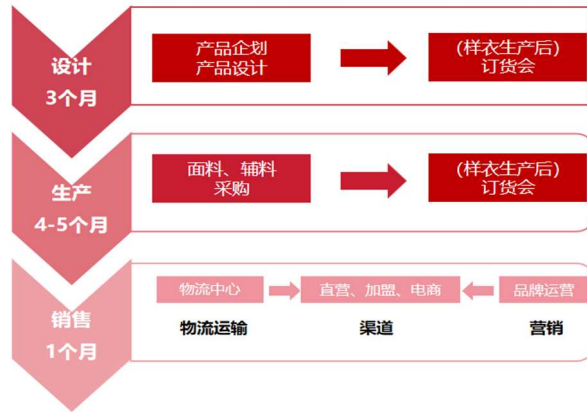 设计
3个月
产品企划
产品设计
(样衣生产后)
订货会
生产
4-5个月
面料、辅料
采购
(样衣生产后)
订货会
销售
1个月
物流中心
直营、加盟、电商
品牌运营
物流运输
渠道
营销